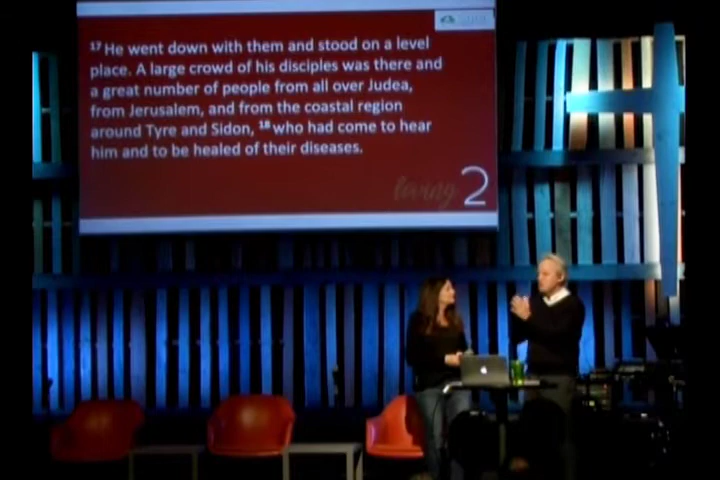 17 He went down with them and stood on a level
place. A large crowd of his disciples was there and
a great number of people from all over Judea,
from Jerusalem, and from the coastal region
around Tyre and Sidon, 18 who had come to hear
him and to be healed of their diseases.
living 2